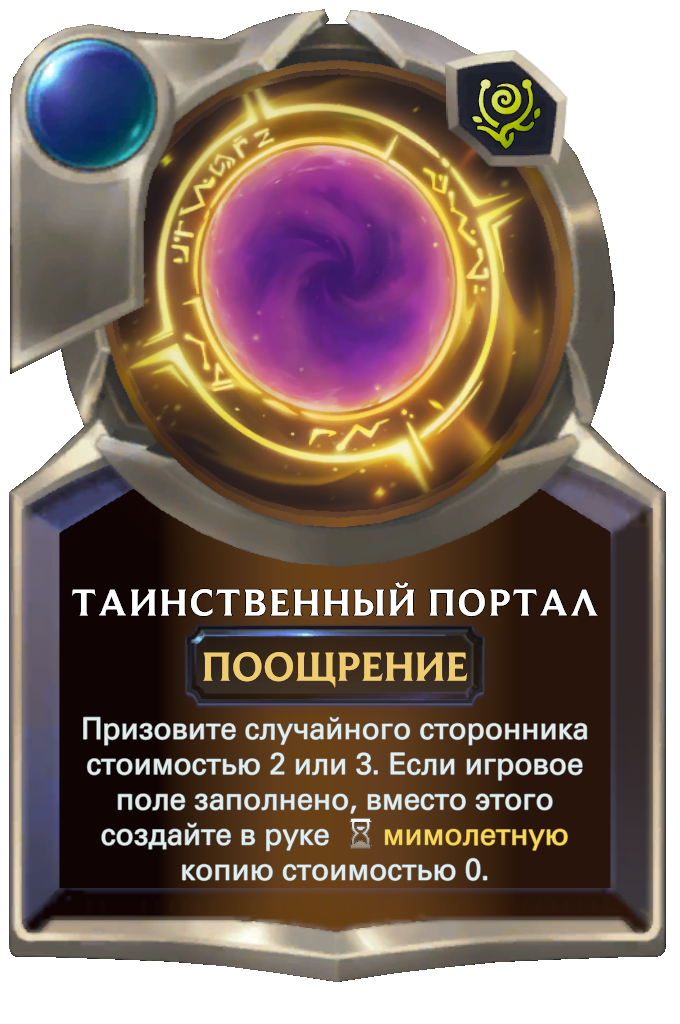 ТАИНСТВЕННЫЙ ПОРТАЛ
ПООЩРЕНИЕ
Призовите случайного сторонника
стоимостью 2 или 3. Если игровое
поле заполнено, вместо этого
создайте в руке мимолетную
копию стоимостью 0.